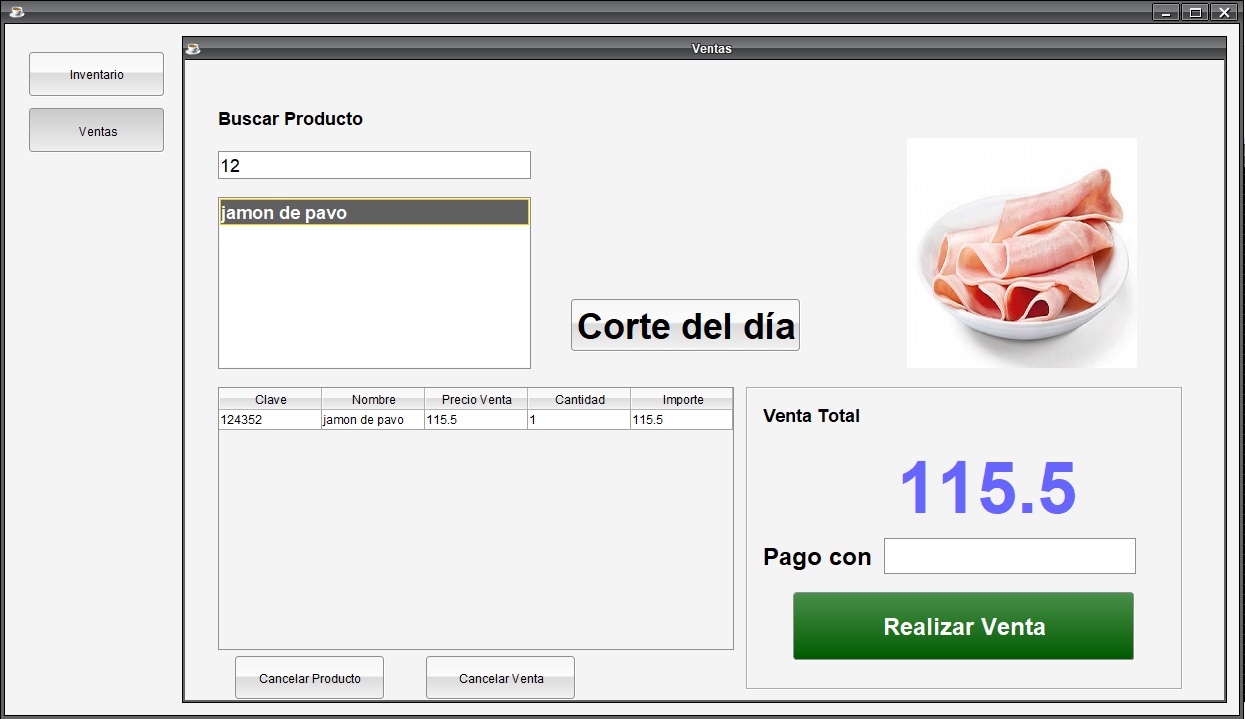 Ventas
Inventario
Ventas
Buscar Producto
12
jamon de pavo
Corte del día
Clave Nombre Precio Venta Cantidad Importe
124352 jamon de pavo 115.5 1 115.5
Venta Total
115.5
Pago con
Realizar Venta
Cancelar Producto Cancelar Venta